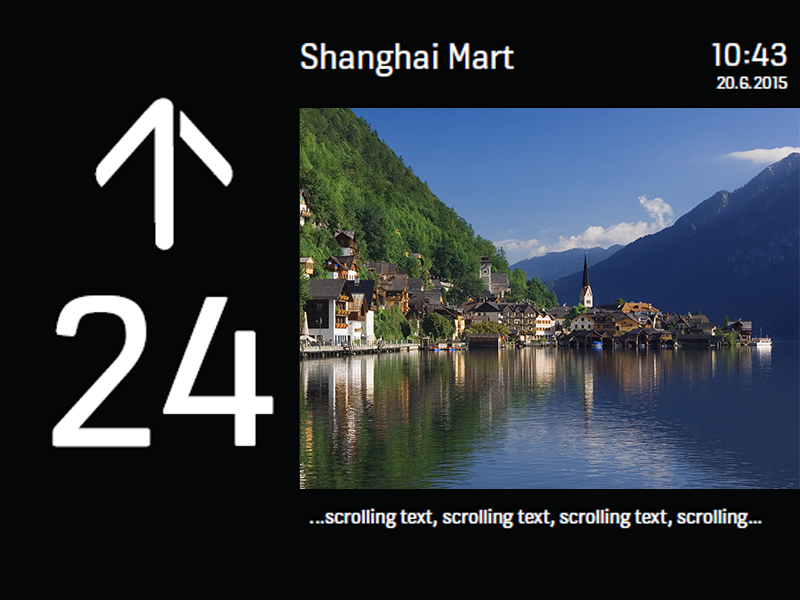 Shanghai Mart
10:43
20.6.2015
24
...scrolling text, scrolling text, scrolling text, scrolling...